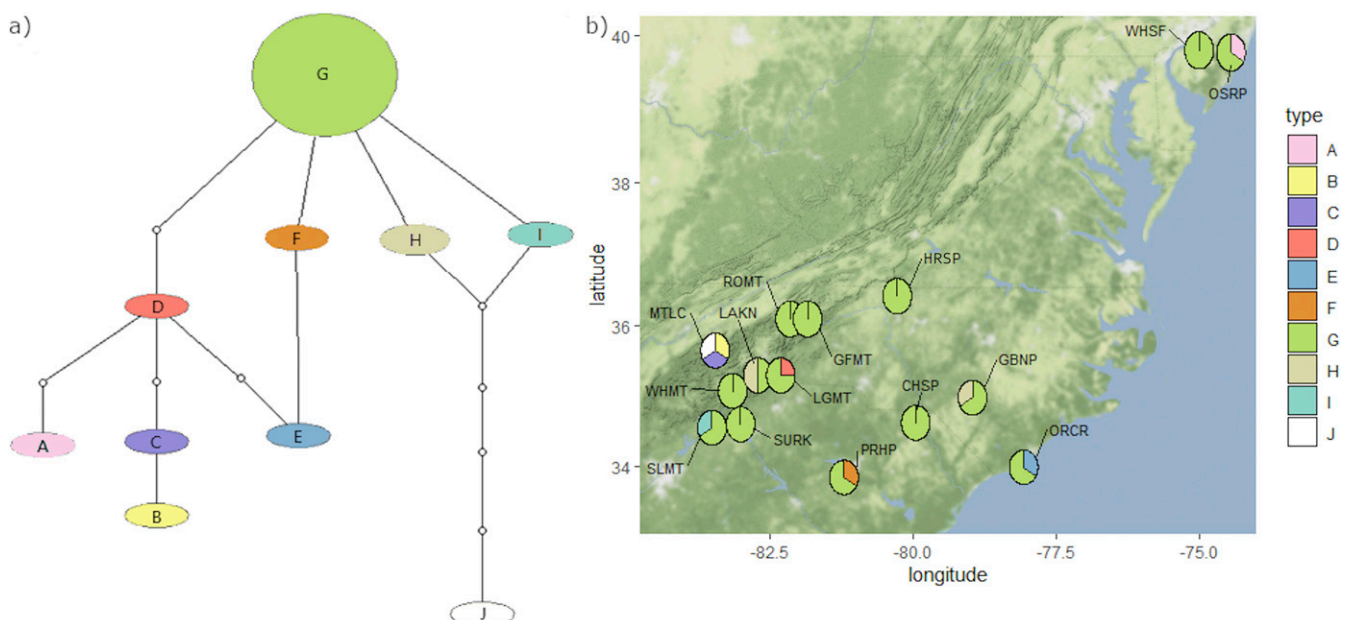 a)
G
F
H
I
D
A
C
E
B
J
b)
40
38
36
34
latitude
-82.5
-80.0
-77.5
-75.0
longitude
WHSF
OSRP
HRSP
ROMT
MTLC
LAKN
GFMT
GBNP
WHMT
LGMT
CHSP
SURK
ORCR
SLMT
PRHP
type
A
B
C
D
E
F
G
H
I
J